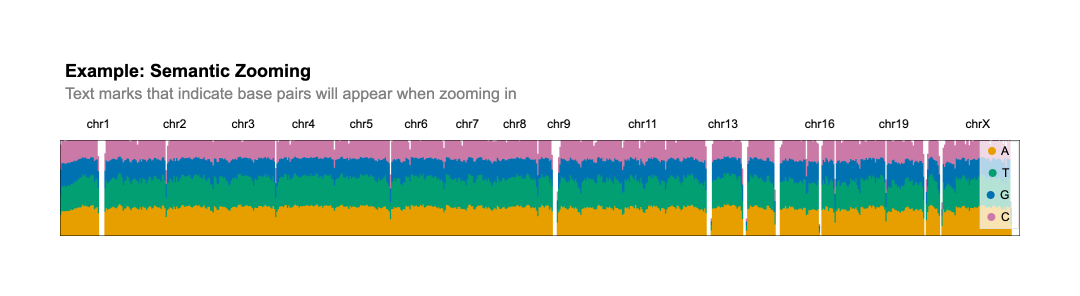 Example: Semantic Zooming
Text marks that indicate base pairs will appear when zooming in
chr1 chr2 chr3 chr4 chr5 chr6 chr7 chr8 chr9 chr11 chr13 chr16 chr19 chrX
A
T
G
C